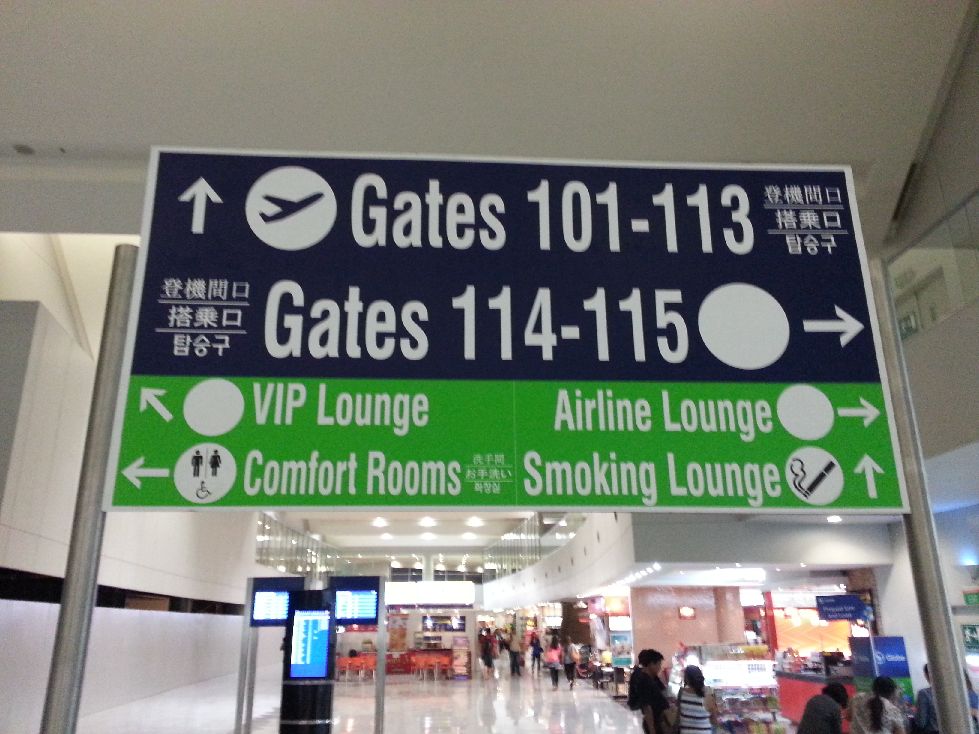 Gates 101-113
登機閘口
搭乗口
탑승구
登機閘口
搭乗口
탑승구
Gates 114-115
VIP Lounge
Airline Lounge
Comfort Rooms
洗手間
お手洗い
화장실
Smoking Lounge
Globe